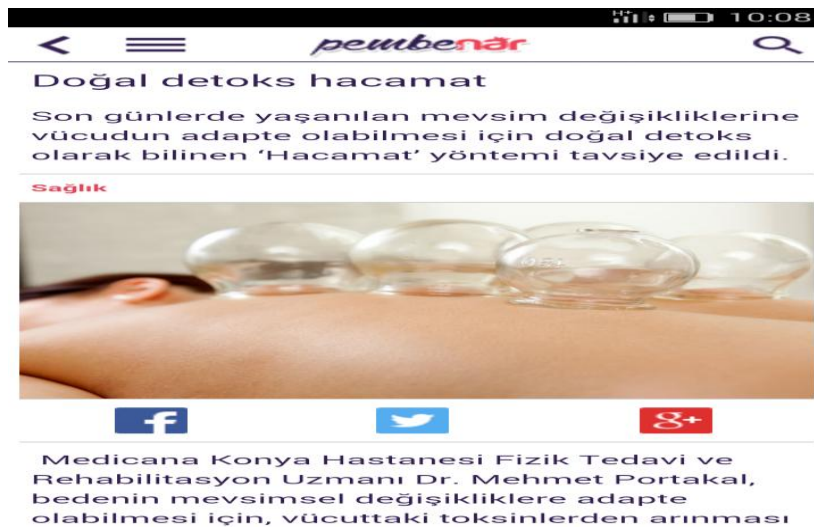 H+ 10:08
pembenar
Doğal detoks hacamat
Son günlerde yaşanılan mevsim değişikliklerine
vücudun adapte olabilmesi için doğal detoks
olarak bilinen ‘Hacamat’ yöntemi tavsiye edildi.
Sağlık
f g+
Medicana Konya Hastanesi Fizik Tedavi ve
Rehabilitasyon Uzmanı Dr. Mehmet Portakal,
bedenin mevsimsel değişikliklere adapte
olabilmesi için, vücuttaki toksinlerden arınması